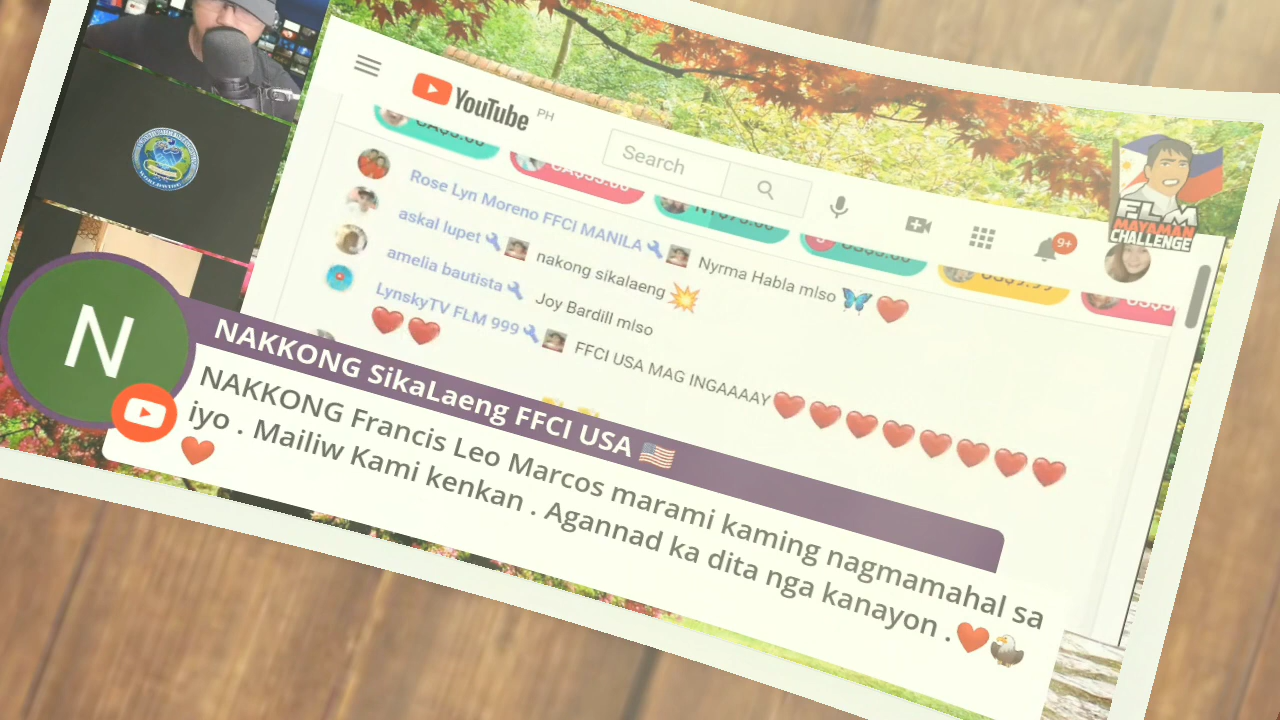 YouTube PH
Search
9+
FLM
MAYAMAN
CHALLENGE
WORLDWIDE
Rose Lyn Moreno FFCI MANILA🔧 Nyrma Habla mlso 🦋❤️
askal lupet 🔧 nakong sikalaeng 💥
amelia bautista🔧 Joy Bardill mlso
LynskyTV FLM 999🔧 FFCI USA MAG INGAAAAY❤️❤️❤️❤️❤️❤️❤️❤️
❤️❤️
N
NAKKONG SikaLaeng FFCI USA 🇺🇸
NAKKONG Francis Leo Marcos marami kaming nagmamahal sa
iyo . Mailiw Kami kenkan . Agannad ka dita nga kanayon .❤️🦅
❤️